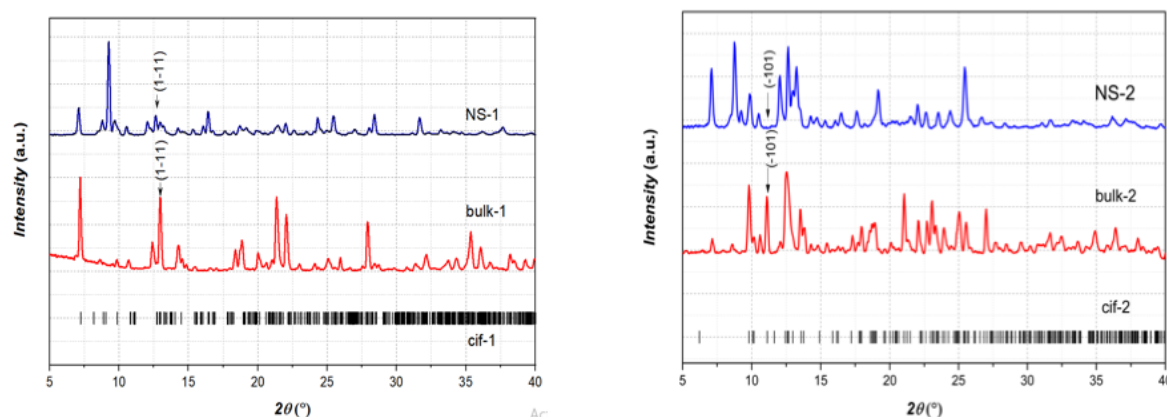 Intensity (a.u.)
(1-11)
NS-1
(1-11)
bulk-1
cif-1
5 10 15 20 25 30 35 40
2θ (°)
Intensity (a.u.)
(-101)
NS-2
(-101)
bulk-2
cif-2
5 10 15 20 25 30 35 40
2θ (°)
Ac